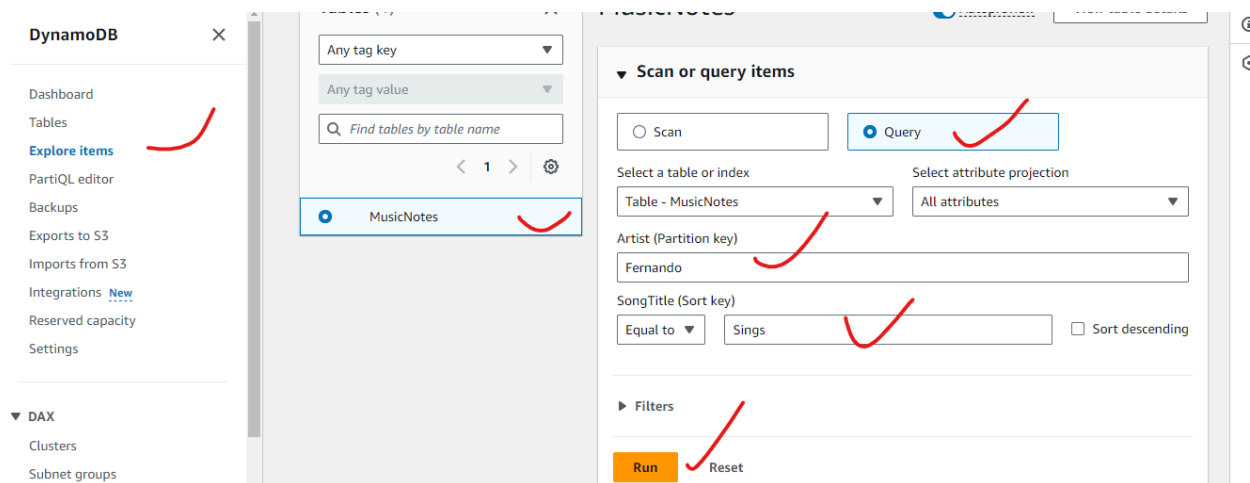 DynamoDB
Dashboard
Tables
Explore items
PartiQL editor
Backups
Exports to S3
Imports from S3
Integrations New
Reserved capacity
Settings
DAX
Clusters
Subnet groups
Any tag key
Any tag value
Find tables by table name
1
MusicNotes
MusicNotes
Scan or query items
Scan
Query
Select a table or index
Select attribute projection
Table - MusicNotes
All attributes
Artist (Partition key)
Fernando
SongTitle (Sort key)
Equal to
Sings
Sort descending
Filters
Run
Reset